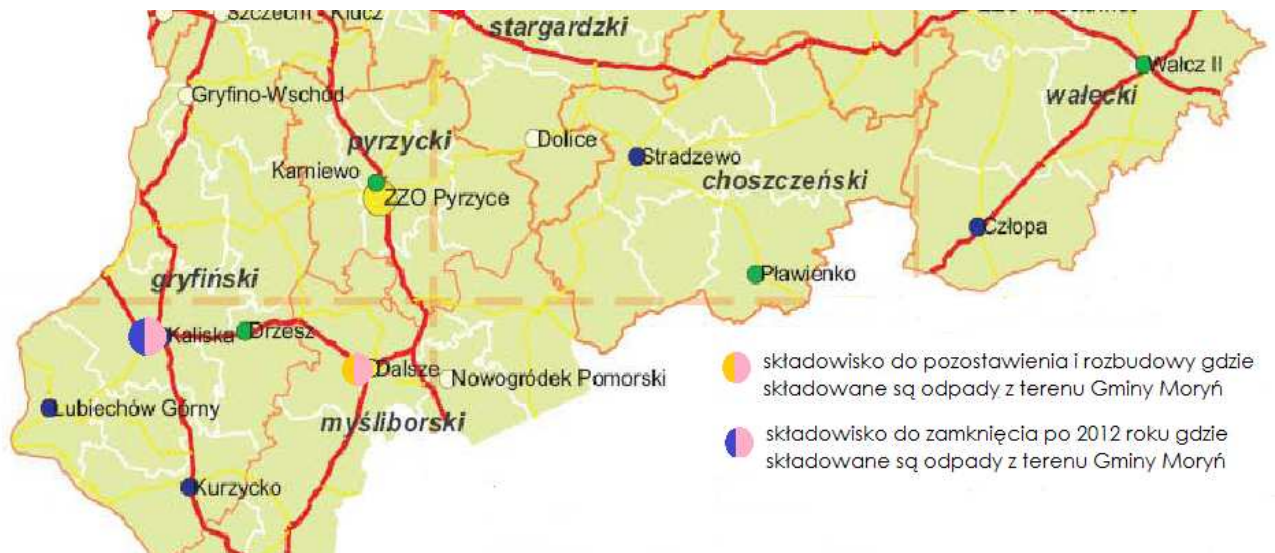 Szczecin Klucz
stargardzki
Wałcz II
wałecki
Gryfino-Wschód
pyrzycki
Dolice
Karniewo
Stradzewo
choszczeński
ZZO Pyrzyce
Człopa
gryfiński
Pławienko
Kaliska
Drzesz
Dalsze
Nowogródek Pomorski
składowisko do pozostawienia i rozbudowy gdzie
składowane są odpady z terenu Gminy Moryń
Lubiechów Górny
myśliborski
składowisko do zamknięcia po 2012 roku gdzie
składowane są odpady z terenu Gminy Moryń
Kurzycko